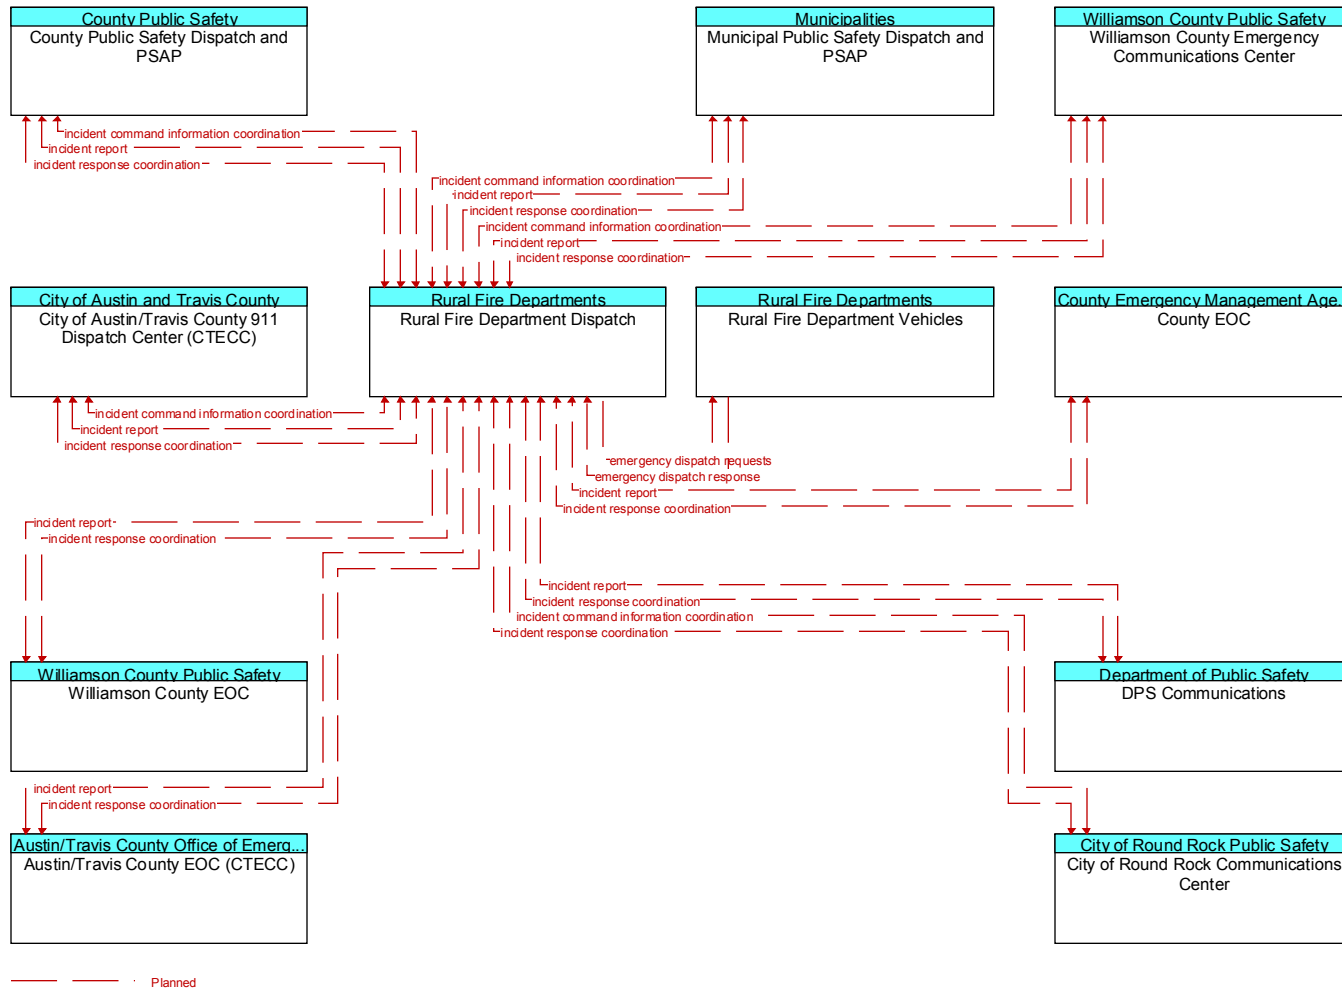 County Public Safety
County Public Safety Dispatch and
PSAP
Municipalities
Municipal Public Safety Dispatch and
PSAP
Williamson County Public Safety
Williamson County Emergency
Communications Center
incident command information coordination
incident report
incident response coordination
incident command information coordination
incident report
incident response coordination
incident command information coordination
incident report
incident response coordination
City of Austin and Travis County
City of Austin/Travis County 911
Dispatch Center (CTECC)
Rural Fire Departments
Rural Fire Department Dispatch
Rural Fire Departments
Rural Fire Department Vehicles
County Emergency Management Age..
County EOC
incident command information coordination
incident report
incident response coordination
emergency dispatch requests
emergency dispatch response
incident report
incident response coordination
incident report
incident response coordination
incident report
incident response coordination
incident command information coordination
incident response coordination
Williamson County Public Safety
Williamson County EOC
Department of Public Safety
DPS Communications
incident report
incident response coordination
Austin/Travis County Office of Emerg...
Austin/Travis County EOC (CTECC)
City of Round Rock Public Safety
City of Round Rock Communications
Center
Planned